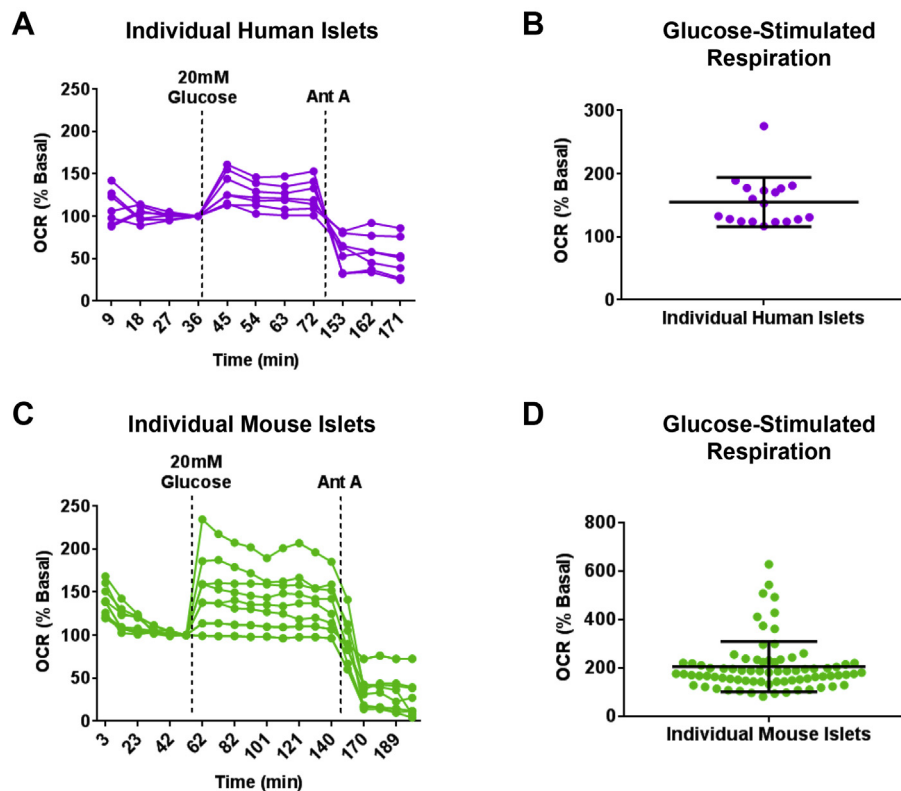 A
Individual Human Islets
20mM
Glucose
Ant A
OCR (% Basal)
250
200
150
100
50
0
9 18 27 36 45 54 63 72 153 162 171
Time (min)
B
Glucose-Stimulated
Respiration
OCR (% Basal)
300
200
100
0
Individual Human Islets
C
Individual Mouse Islets
20mM
Glucose
Ant A
OCR (% Basal)
250
200
150
100
50
0
3 23 42 62 82 101 121 140 170 189
Time (min)
D
Glucose-Stimulated
Respiration
OCR (% Basal)
800
600
400
200
0
Individual Mouse Islets